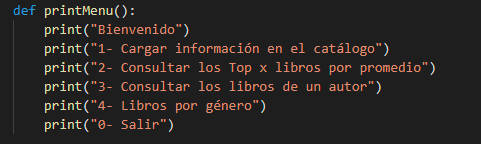 def printMenu():
    print("Bienvenido")
    print("1- Cargar información en el catálogo")
    print("2- Consultar los Top x libros por promedio")
    print("3- Consultar los libros de un autor")
    print("4- Libros por género")
    print("0- Salir")